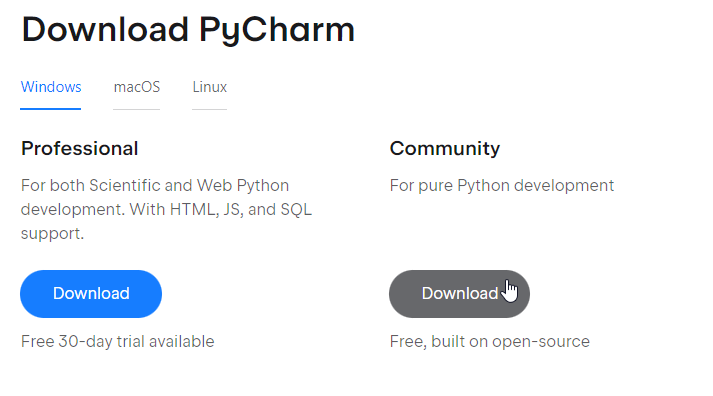 Download PyCharm
Windows macOS Linux
Professional
For both Scientific and Web Python
development. With HTML, JS, and SQL
support.
Download
Free 30-day trial available
Community
For pure Python development
Download
Free, built on open-source